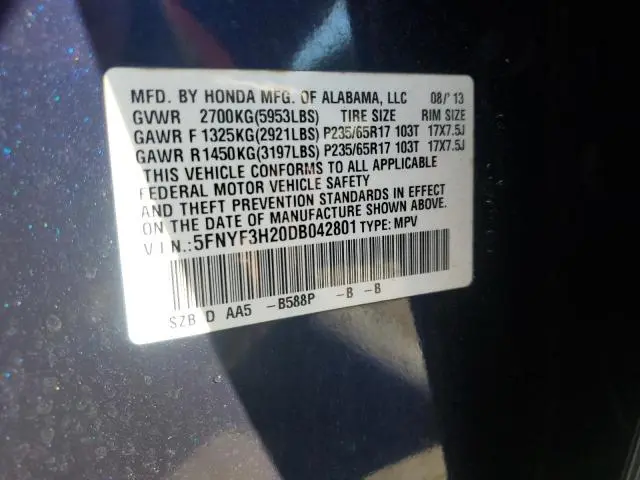 MFD. BY HONDA MFG. OF ALABAMA, LLC 08/'13
GVWR 2700KG(5953LBS) TIRE SIZE RIM SIZE
GAWR F 1325KG(2921LBS) P235/65R17 103T 17X7.5J
GAWR R1450KG(3197LBS) P235/65R17 103T 17X7.5J
THIS VEHICLE CONFORMS TO ALL APPLICABLE
FEDERAL MOTOR VEHICLE SAFETY
AND THEFT PREVENTION STANDARDS IN EFFECT
ON THE DATE OF MANUFACTURE SHOWN ABOVE.
V I N.:5FNYF3H20DB042801 TYPE: MPV
SZB D AA5 -B588P -B -B